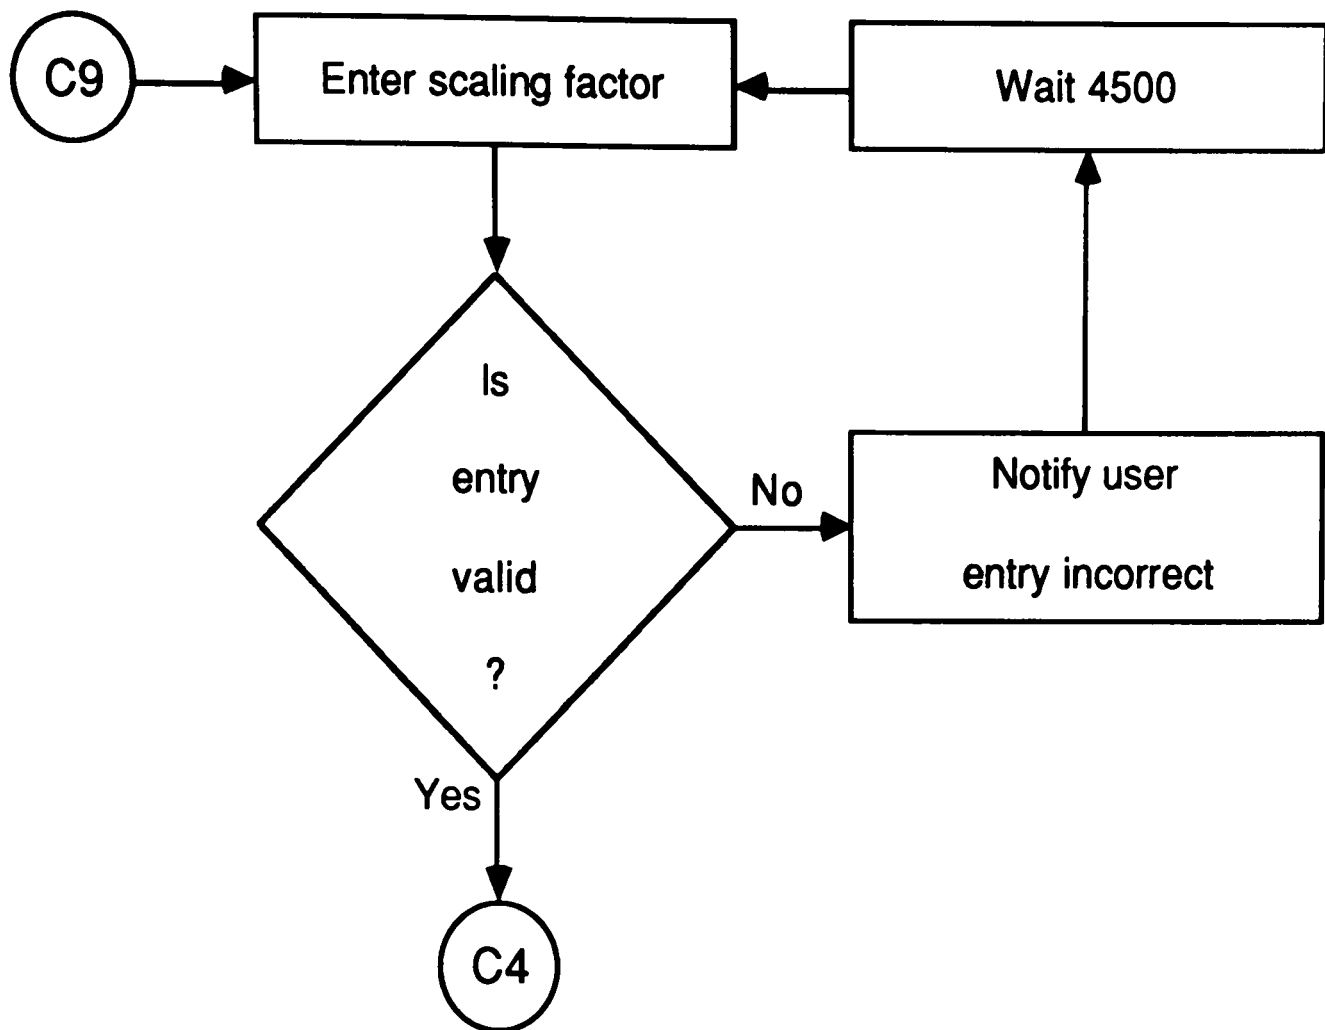 C9
Enter scaling factor
Wait 4500
Is
entry
valid
?
No
Notify user
entry incorrect
Yes
C4